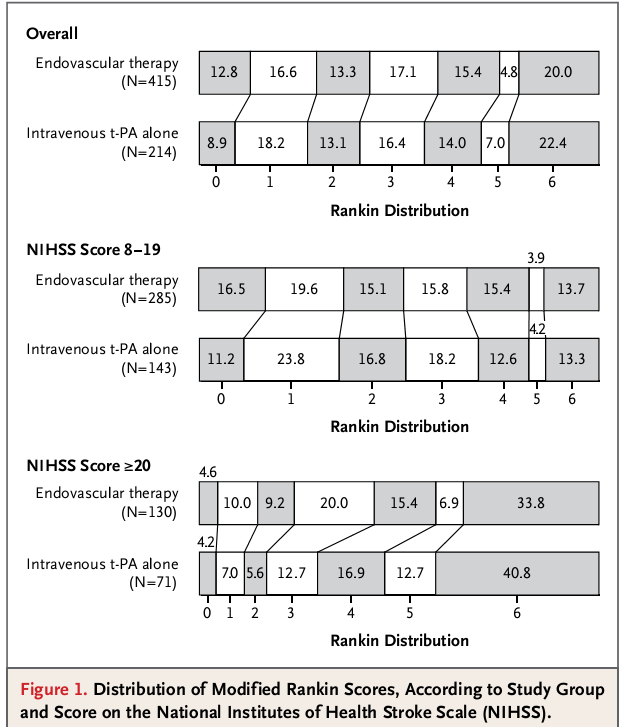 Overall
Endovascular therapy
(N=415)
12.8 16.6 13.3 17.1 15.4 4.8 20.0
Intravenous t-PA alone
(N=214)
8.9 18.2 13.1 16.4 14.0 7.0 22.4
0 1 2 3 4 5 6
Rankin Distribution
NIHSS Score 8–19
3.9
Endovascular therapy
(N=285)
16.5 19.6 15.1 15.8 15.4 13.7
4.2
Intravenous t-PA alone
(N=143)
11.2 23.8 16.8 18.2 12.6 13.3
0 1 2 3 4 5 6
Rankin Distribution
NIHSS Score ≥20
4.6
Endovascular therapy
(N=130)
10.0 9.2 20.0 15.4 6.9 33.8
4.2
Intravenous t-PA alone
(N=71)
7.0 5.6 12.7 16.9 12.7 40.8
0 1 2 3 4 5 6
Rankin Distribution
Figure 1. Distribution of Modified Rankin Scores, According to Study Group
and Score on the National Institutes of Health Stroke Scale (NIHSS).